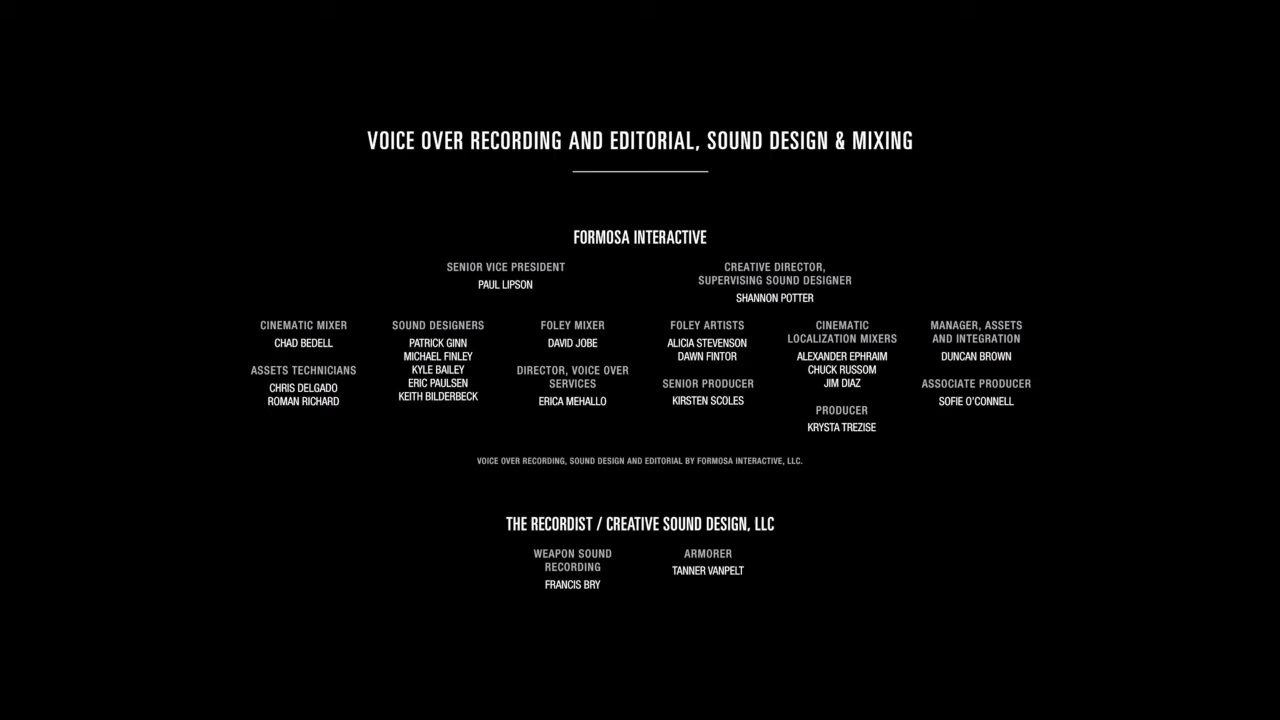 VOICE OVER RECORDING AND EDITORIAL, SOUND DESIGN & MIXING
FORMOSA INTERACTIVE
SENIOR VICE PRESIDENT
PAUL LIPSON
CREATIVE DIRECTOR,
SUPERVISING SOUND DESIGNER
SHANNON POTTER
CINEMATIC MIXER
CHAD BEDELL
ASSETS TECHNICIANS
CHRIS DELGADO
ROMAN RICHARD
SOUND DESIGNERS
PATRICK GINN
MICHAEL FINLEY
KYLE BAILEY
ERIC PAULSEN
KEITH BILDERBECK
FOLEY MIXER
DAVID JOBE
DIRECTOR, VOICE OVER
SERVICES
ERICA MEHALLO
FOLEY ARTISTS
ALICIA STEVENSON
DAWN FINTOR
SENIOR PRODUCER
KIRSTEN SCOLES
CINEMATIC
LOCALIZATION MIXERS
ALEXANDER EPHRAIM
CHUCK RUSSOM
JIM DIAZ
PRODUCER
KRYSTA TREZISE
MANAGER, ASSETS
AND INTEGRATION
DUNCAN BROWN
ASSOCIATE PRODUCER
SOFIE O'CONNELL
VOICE OVER RECORDING, SOUND DESIGN AND EDITORIAL BY FORMOSA INTERACTIVE, LLC.
THE RECORDIST / CREATIVE SOUND DESIGN, LLC
WEAPON SOUND
RECORDING
FRANCIS BRY
ARMORER
TANNER VANPELT